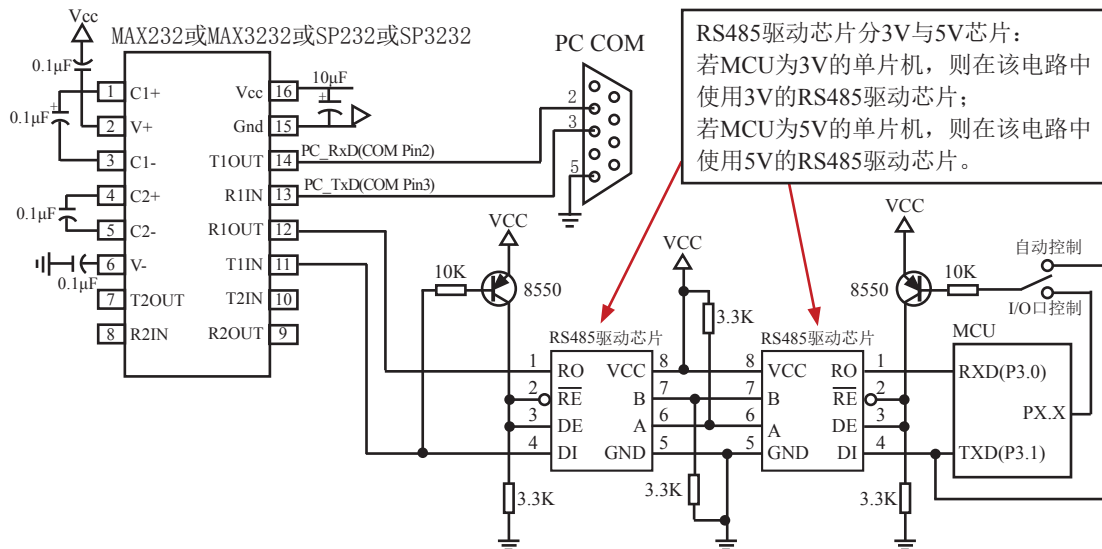 Vcc
MAX232或MAX3232或SP232或SP3232
0.1μF
0.1μF
0.1μF
0.1μF
1 C1+
2 V+
3 C1-
4 C2+
5 C2-
6 V-
7 T2OUT
8 R2IN
Vcc 16
Gnd 15
T1OUT 14
R1IN 13
R1OUT 12
T1IN 11
T2IN 10
R2OUT 9
+
10μF
+
PC_RxD(COM Pin2)
PC_TxD(COM Pin3)
PC COM
2
3
5
RS485驱动芯片分3V与5V芯片：
若MCU为3V的单片机，则在该电路中
使用3V的RS485驱动芯片；
若MCU为5V的单片机，则在该电路中
使用5V的RS485驱动芯片。
VCC
10K
8550
3.3K
RS485驱动芯片
1 RO
2 RE
3 DE
4 DI
VCC 8
B 7
A 6
GND 5
VCC
3.3K
3.3K
RS485驱动芯片
8 VCC
7 B
6 A
5 GND
RO 1
RE 2
DE 3
DI 4
VCC
8550
10K
3.3K
自动控制
I/O口控制
MCU
RXD(P3.0)
PX.X
TXD(P3.1)